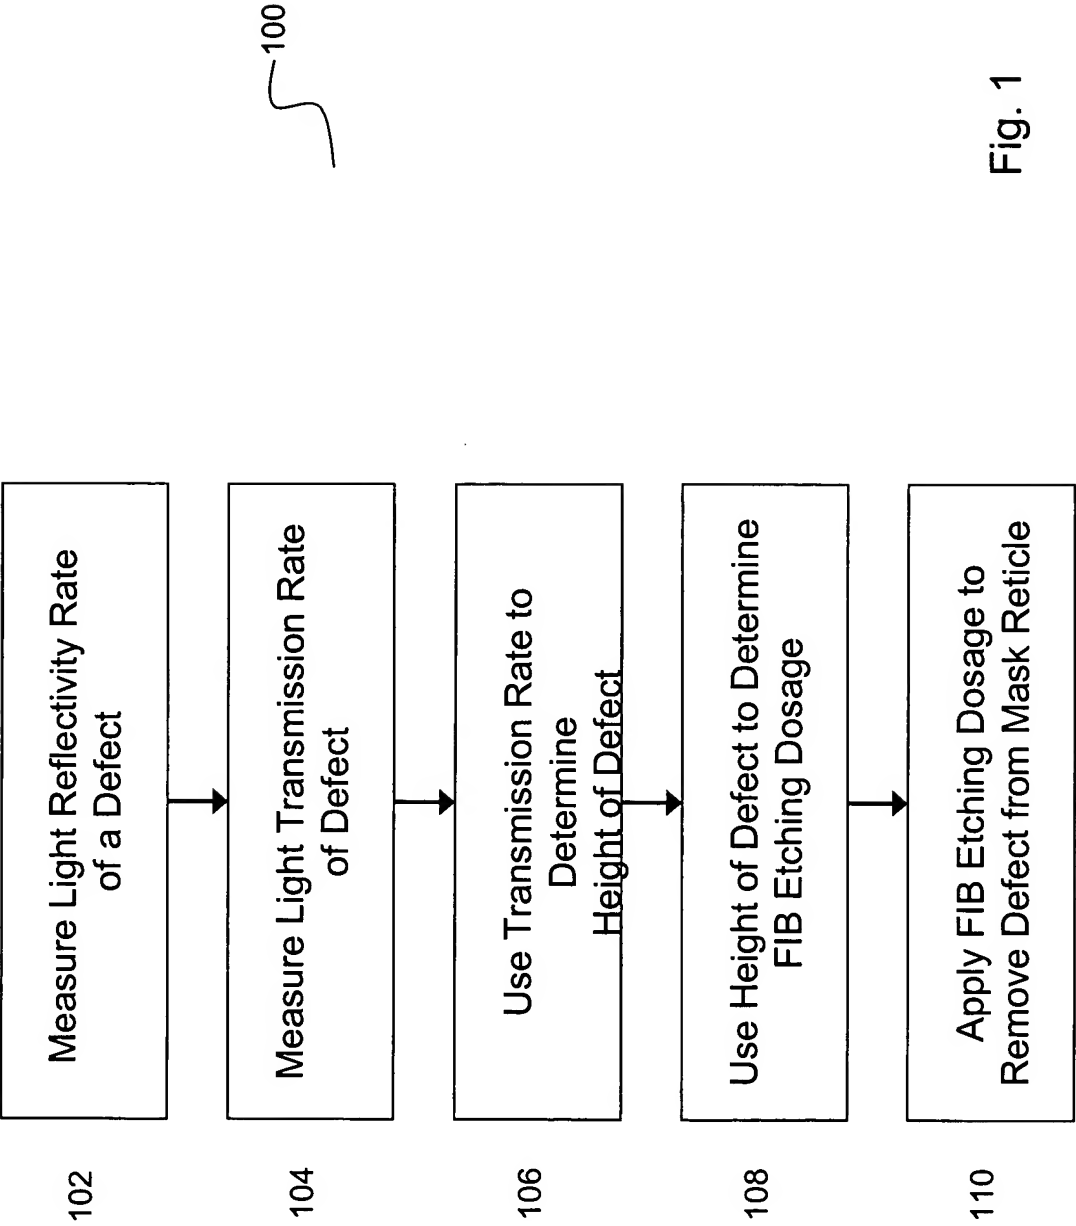 100
102
Measure Light Reflectivity Rate
of a Defect
104
Measure Light Transmission Rate
of Defect
106
Use Transmission Rate to
Determine
Height of Defect
108
Use Height of Defect to Determine
FIB Etching Dosage
110
Apply FIB Etching Dosage to
Remove Defect from Mask Reticle
Fig. 1